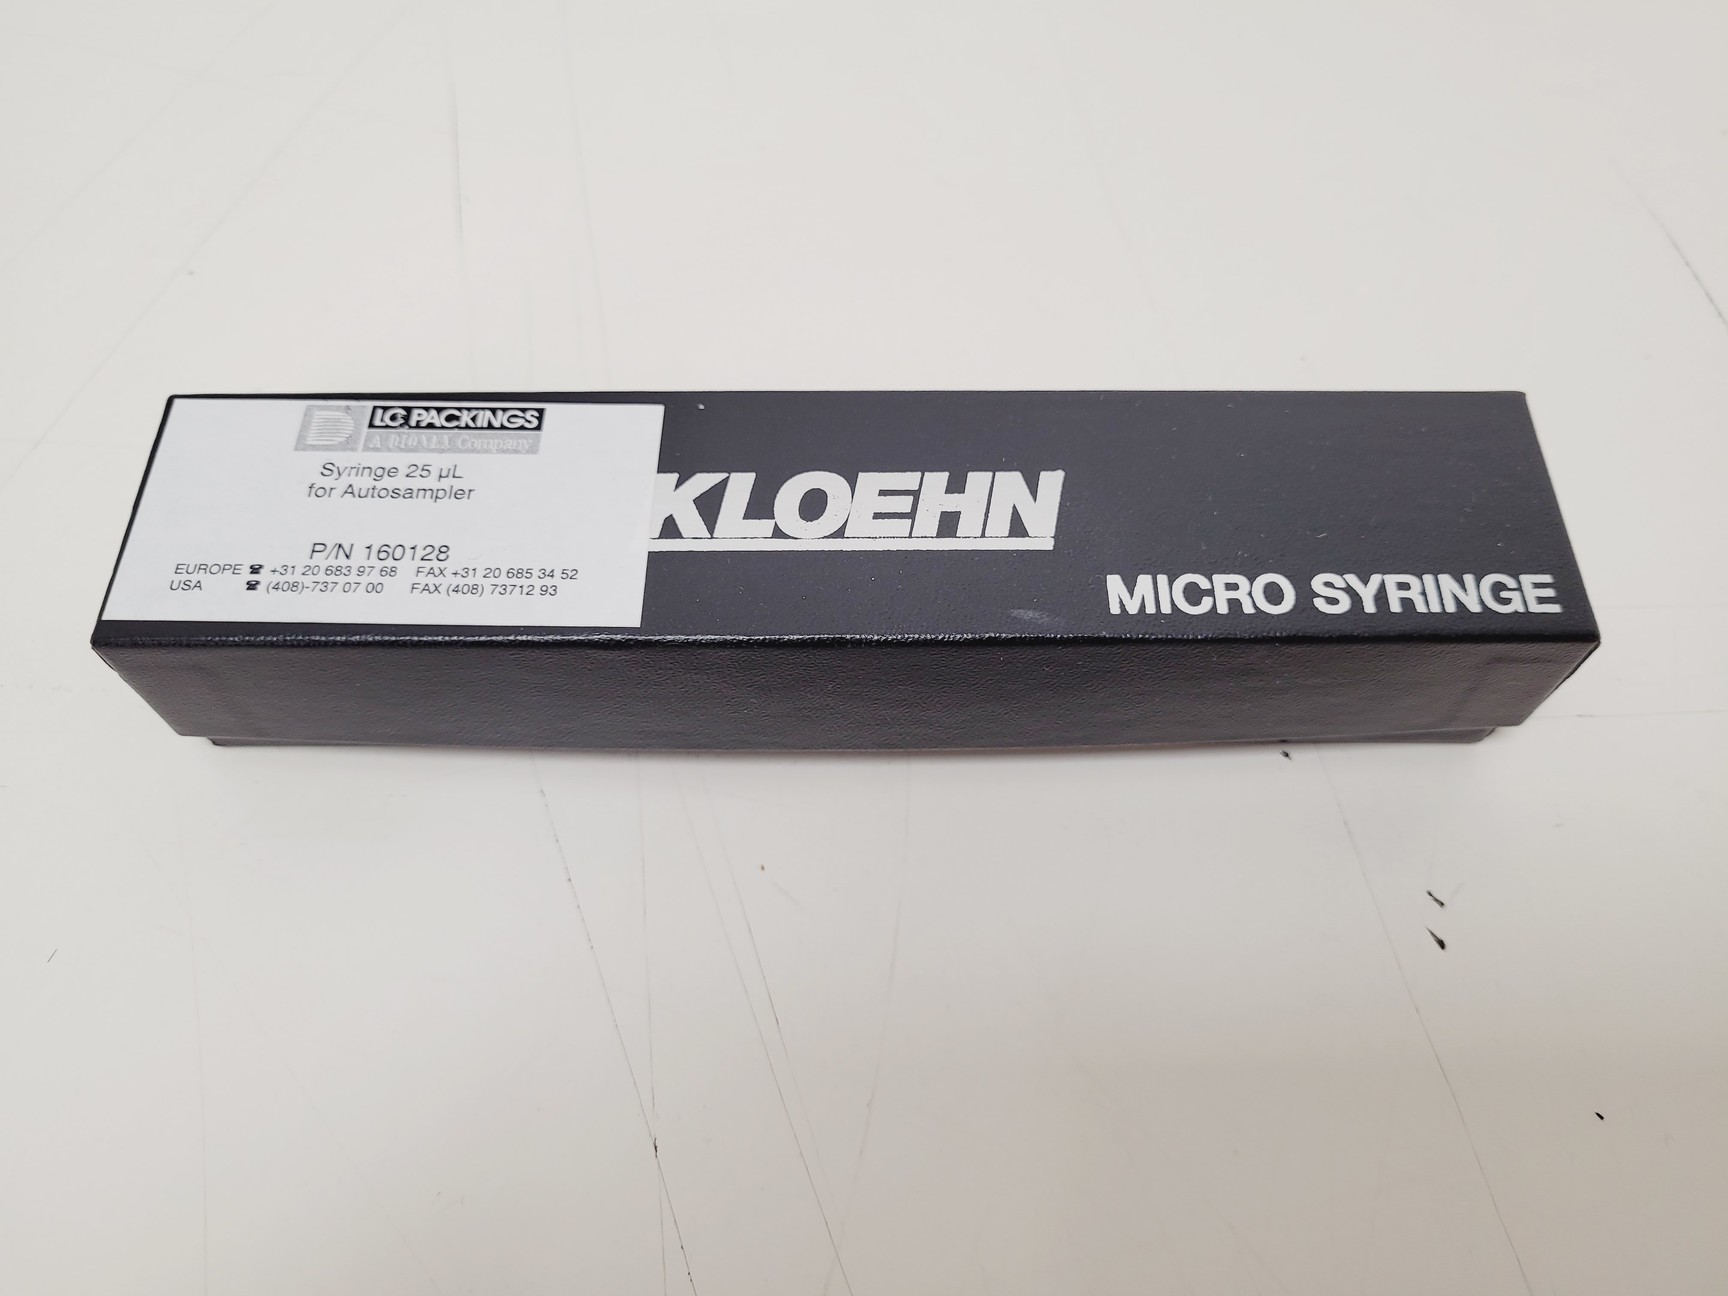 LC PACKINGS
A DIONEX Company
Syringe 25 µL
for Autosampler
P/N 160128
EUROPE ☎ +31 20 683 97 68 FAX +31 20 685 34 52
USA ☎ (408)-737 07 00 FAX (408) 73712 93
KLOEHN
MICRO SYRINGE